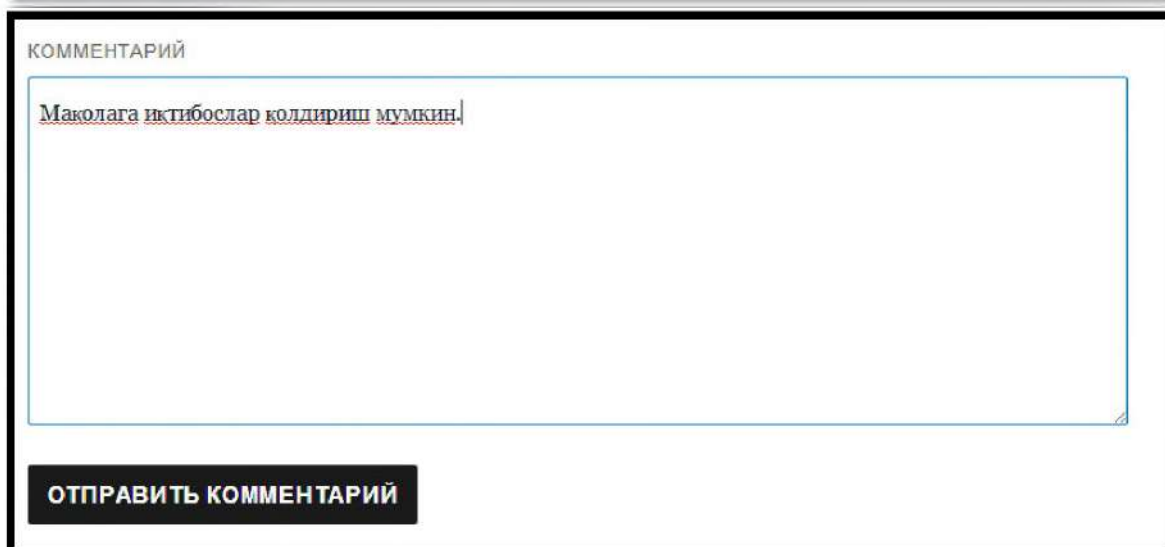 КОММЕНТАРИЙ
Мақолага иқтибослар қолдириш мумкин.
ОТПРАВИТЬ КОММЕНТАРИЙ